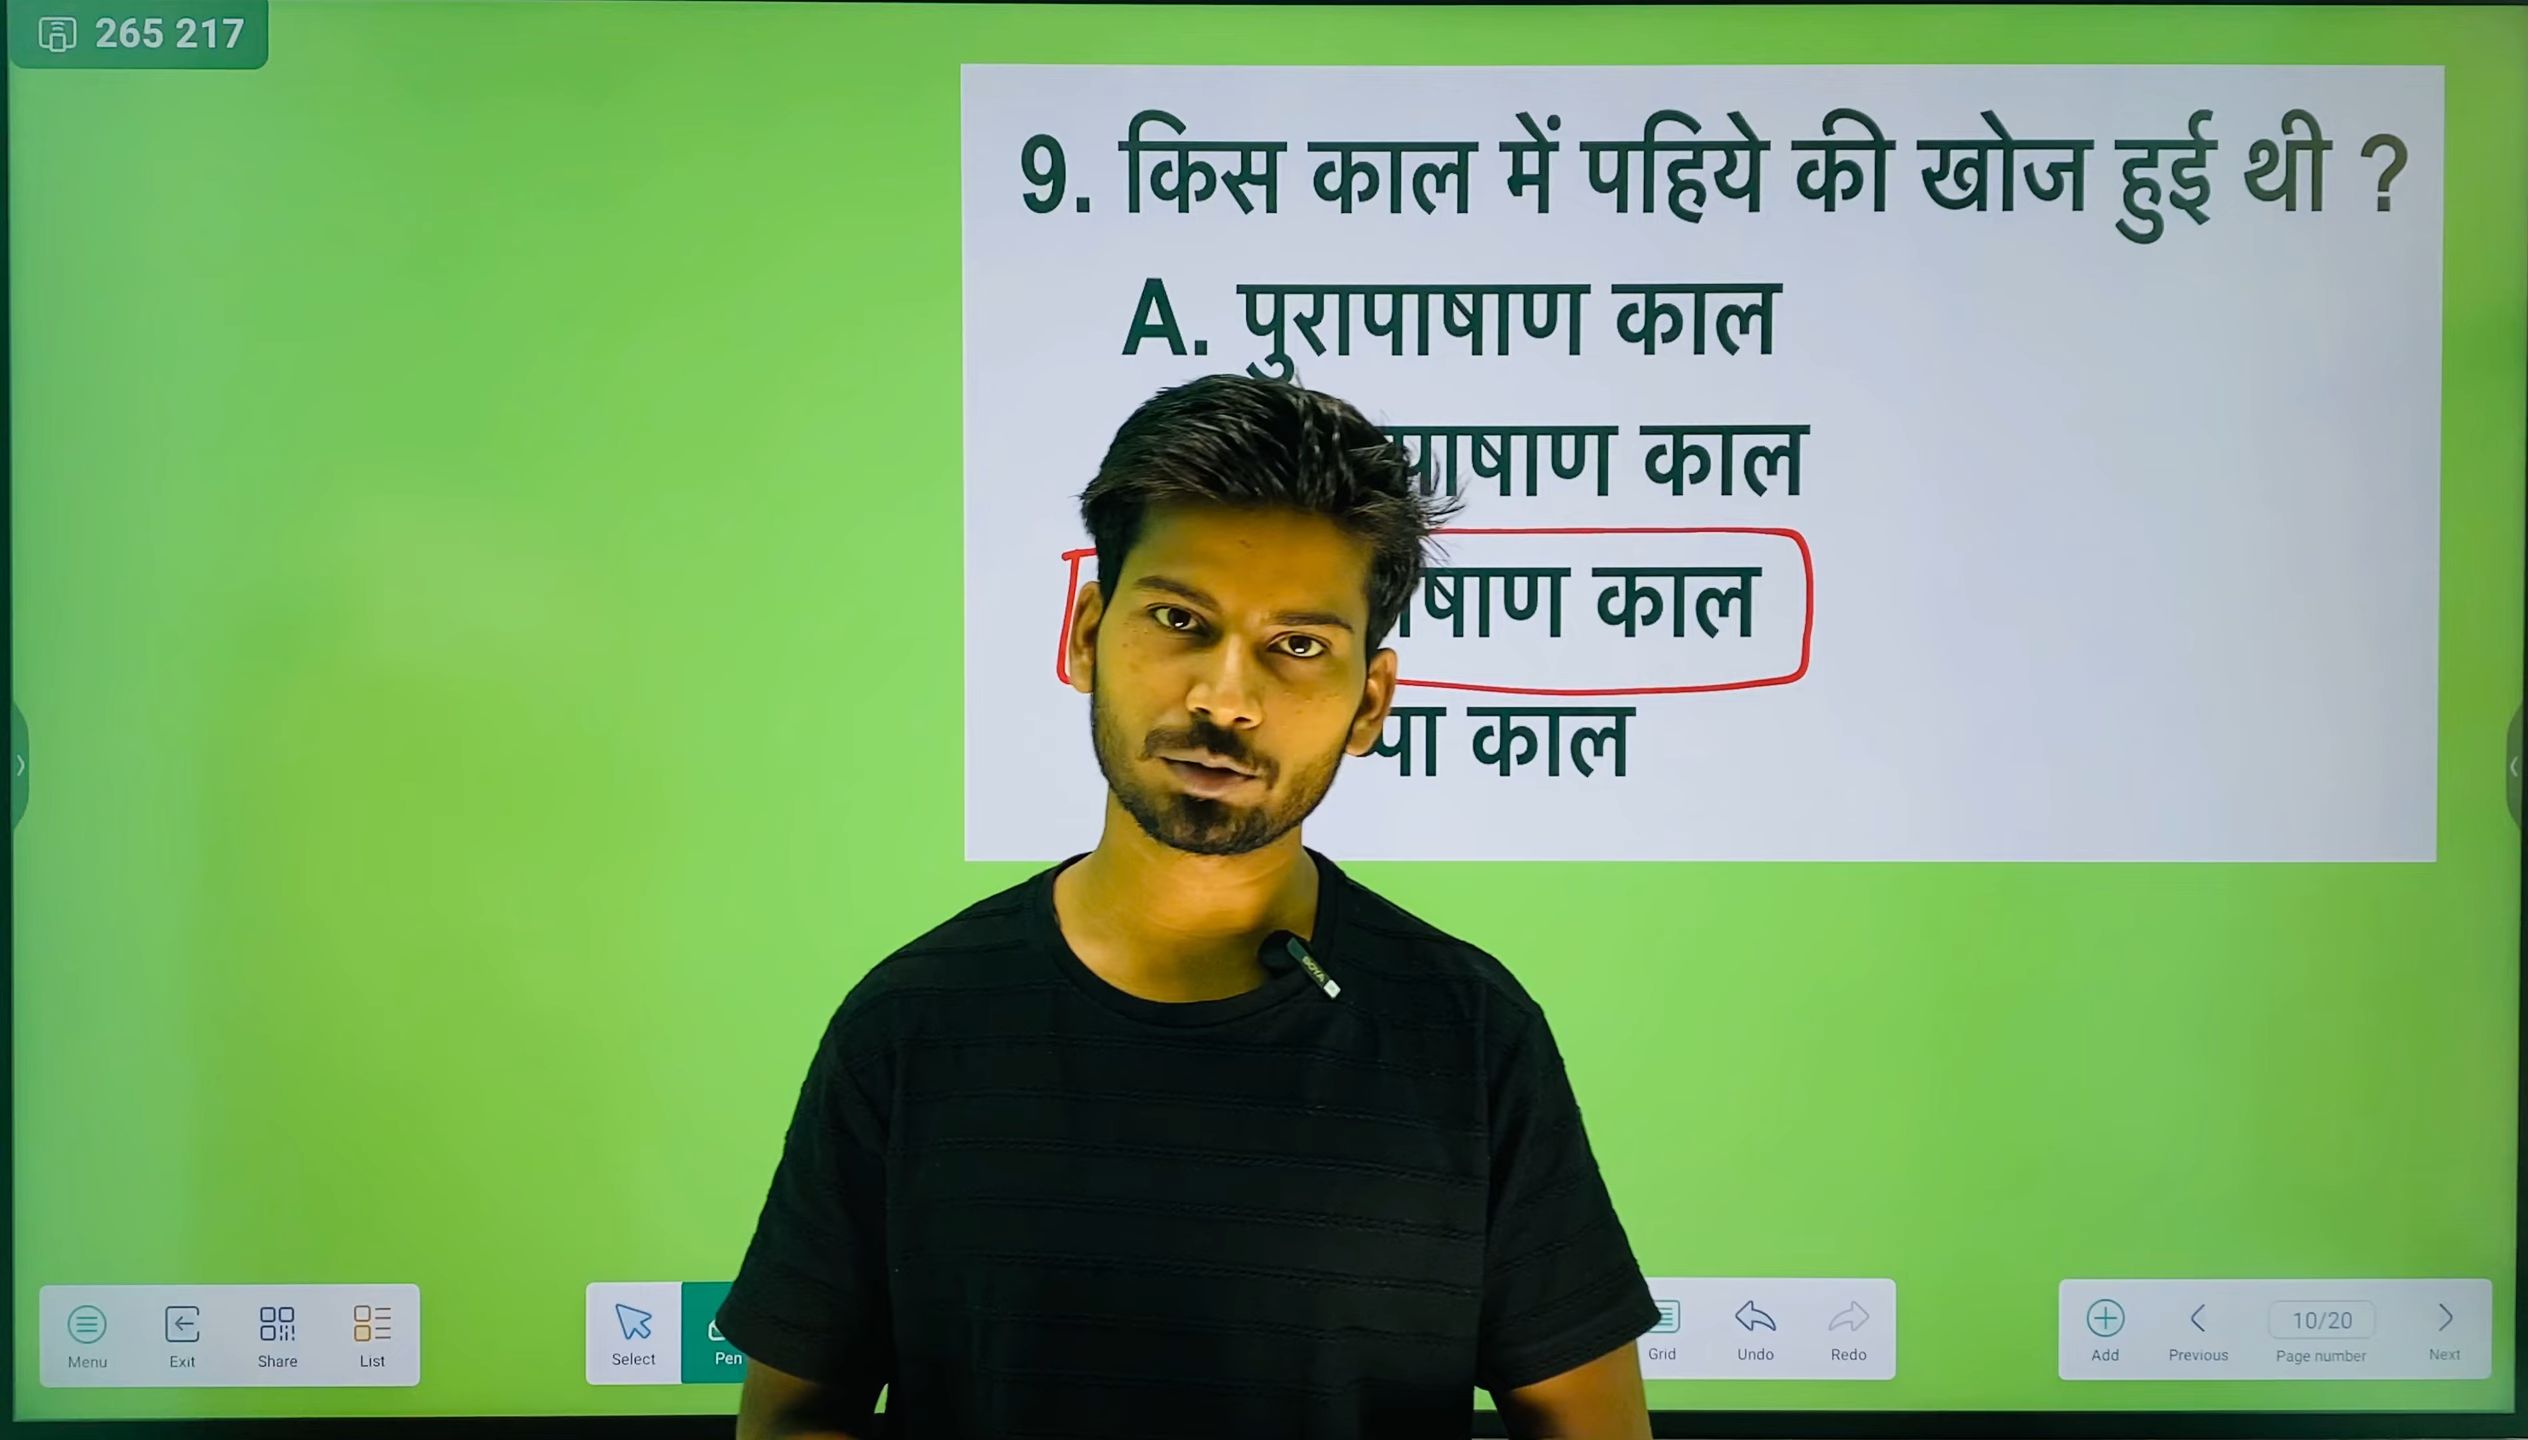 265 217
9. किस काल में पहिये की खोज हुई थी ?
A. पुरापाषाण काल
काल
काल
काल
BOYA
Menu Exit Share List Select Pen Grid Undo Redo Add Previous 10/20 Page number Next